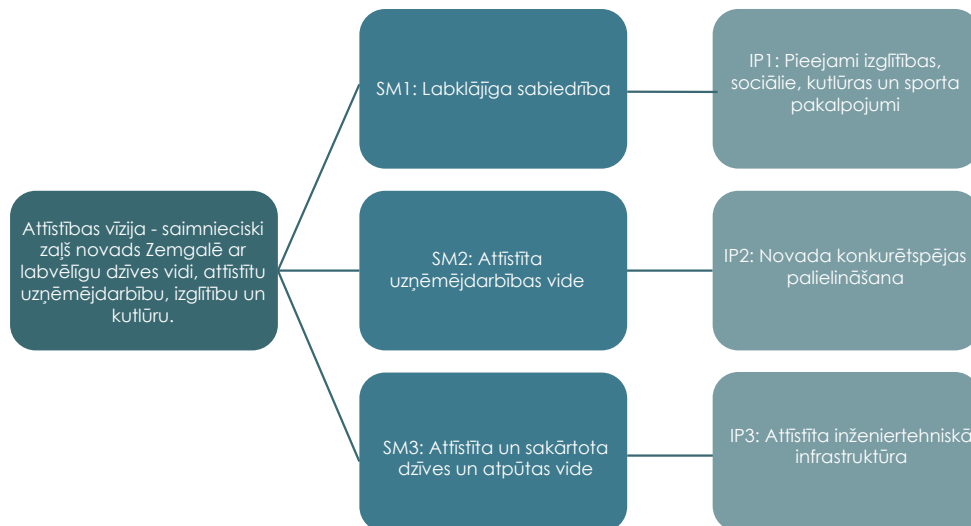 Attīstības vīzija - saimnieciski
zaļš novads Zemgalē ar
labvēlīgu dzīves vidi, attīstītu
uzņēmējdarbību, izglītību un
kutlūru.
SM1: Labklājīga sabiedrība
IP1: Pieejami izglītības,
sociālie, kutlūras un sporta
pakalpojumi
SM2: Attīstīta
uzņēmējdarbības vide
IP2: Novada konkurētspējas
palielināšana
SM3: Attīstīta un sakārtota
dzīves un atpūtas vide
IP3: Attīstīta inženiertehniskā
infrastruktūra